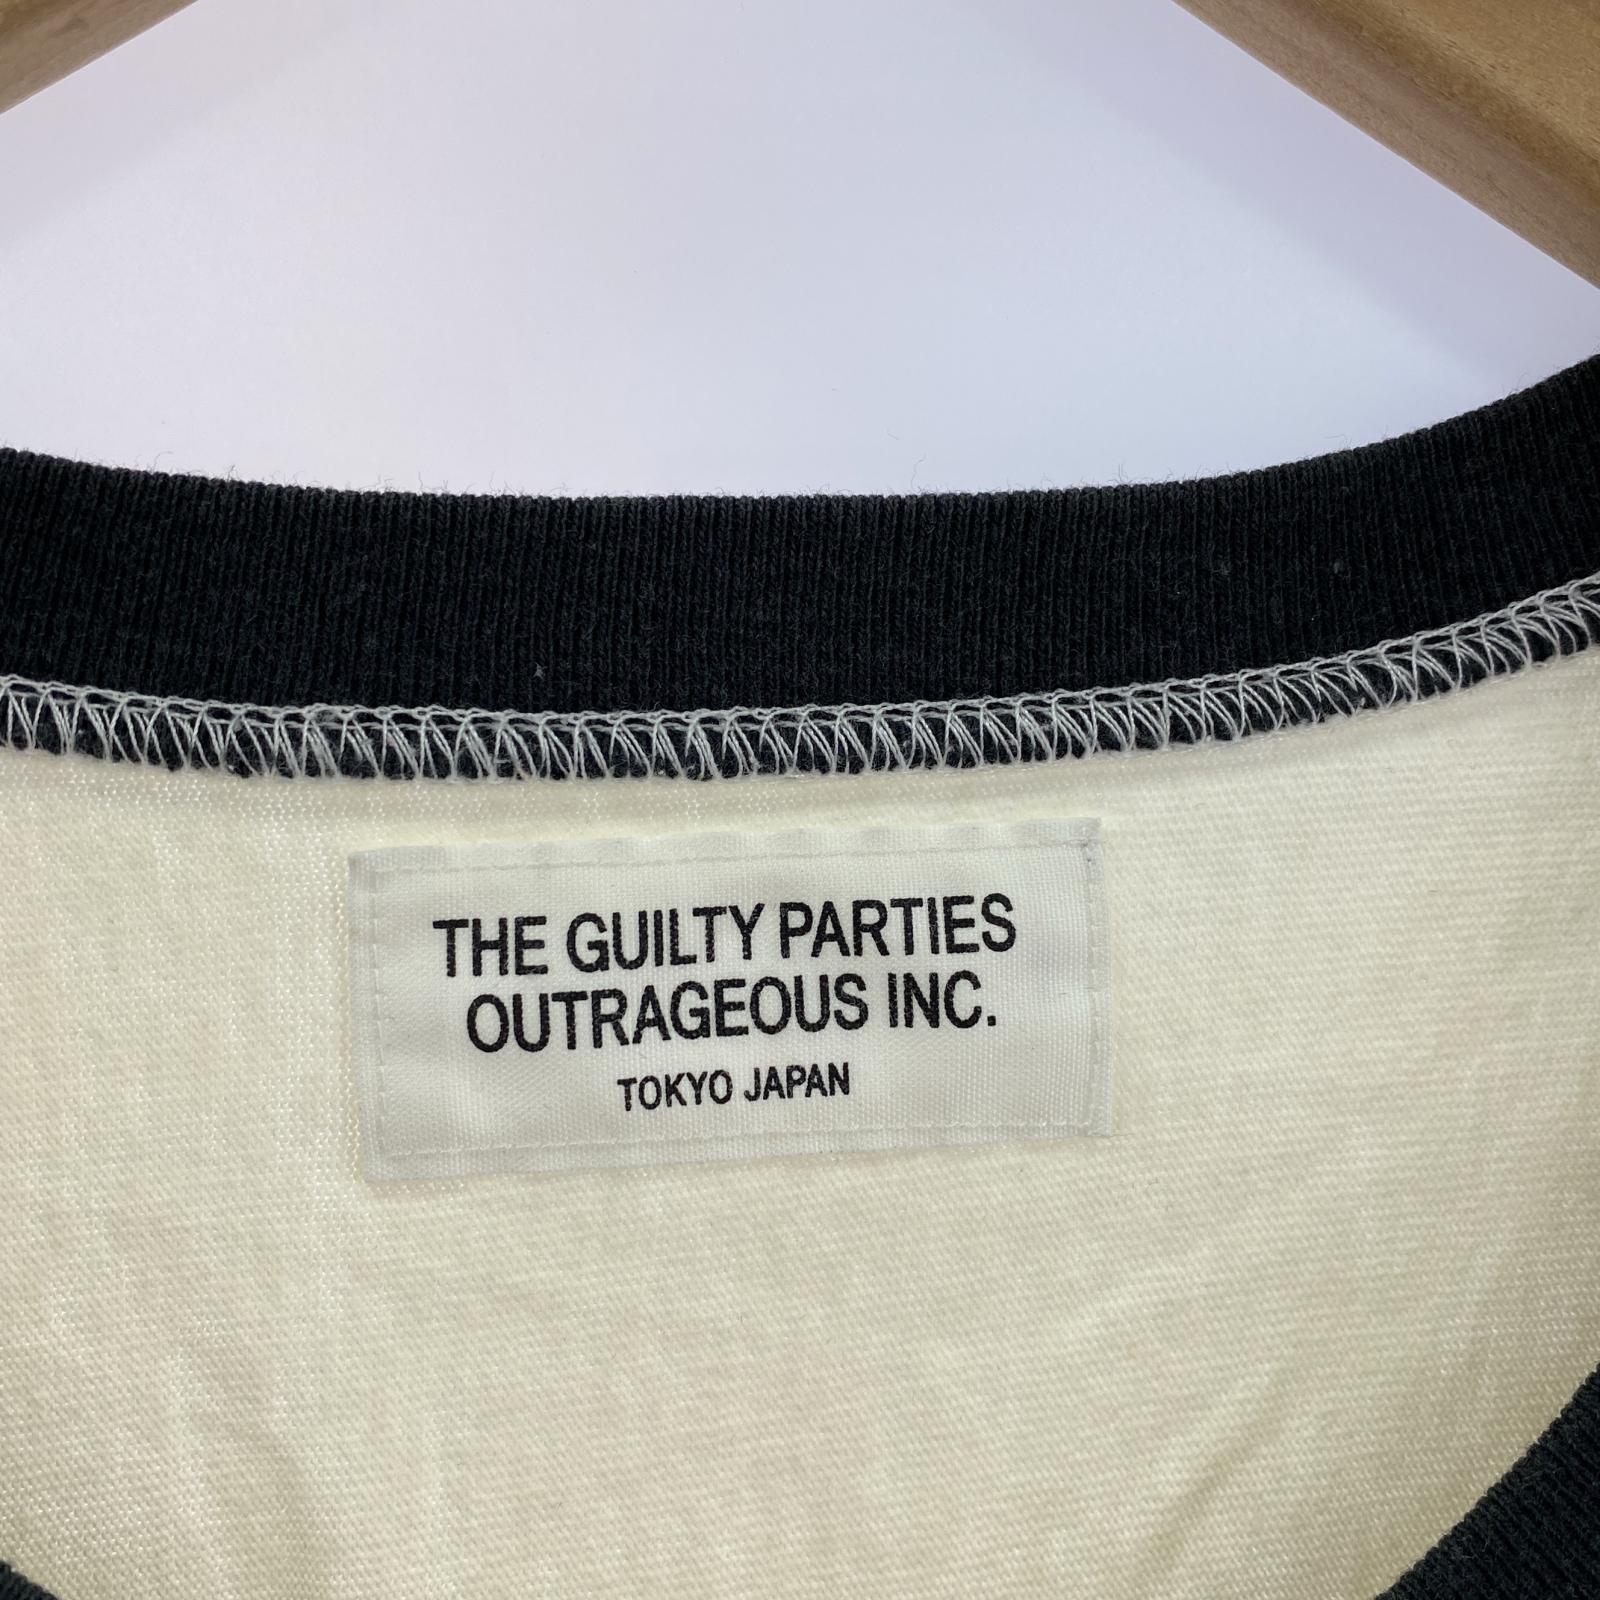 THE GUILTY PARTIES
OUTRAGEOUS INC.
TOKYO JAPAN